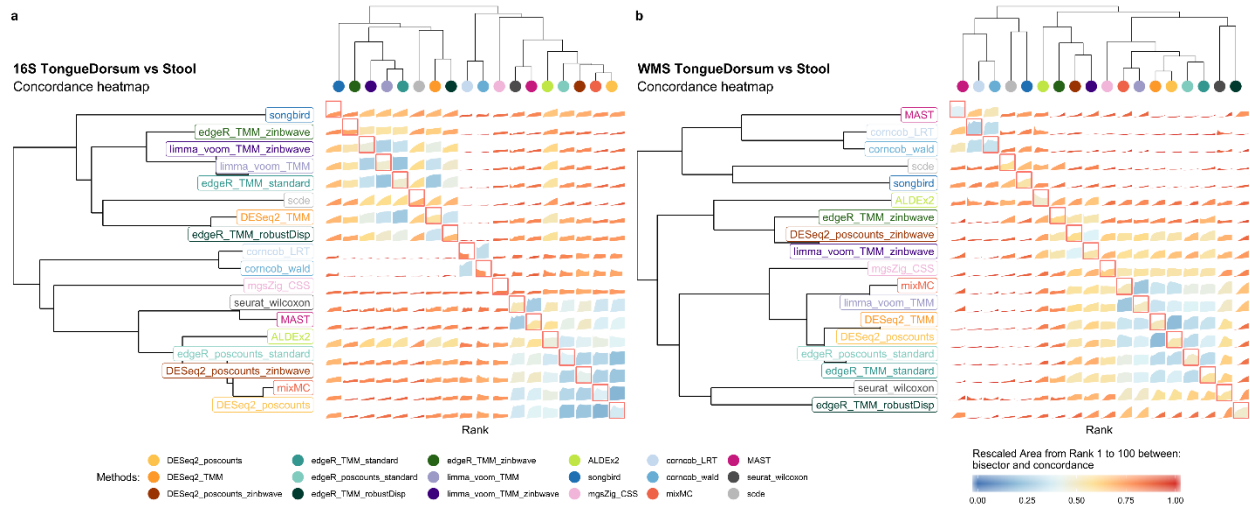 a
16S TongueDorsum vs Stool
Concordance heatmap
songbird
edgeR_TMM_zinbwave
limma_voom_TMM_zinbwave
limma_voom_TMM
edgeR_TMM_standard
scde
DESeq2_TMM
edgeR_TMM_robustDisp
corncob_LRT
corncob_wald
mgsZig_CSS
seurat_wilcoxon
MAST
ALDEx2
edgeR_poscounts_standard
DESeq2_poscounts_zinbwave
mixMC
DESeq2_poscounts
Rank
b
WMS TongueDorsum vs Stool
Concordance heatmap
MAST
corncob_LRT
corncob_wald
scde
songbird
ALDEx2
edgeR_TMM_zinbwave
DESeq2_poscounts_zinbwave
limma_voom_TMM_zinbwave
mgsZig_CSS
mixMC
limma_voom_TMM
DESeq2_TMM
DESeq2_poscounts
edgeR_poscounts_standard
edgeR_TMM_standard
seurat_wilcoxon
edgeR_TMM_robustDisp
Rank
Methods:
DESeq2_poscounts
DESeq2_TMM
DESeq2_poscounts_zinbwave
edgeR_TMM_standard
edgeR_poscounts_standard
edgeR_TMM_robustDisp
edgeR_TMM_zinbwave
limma_voom_TMM
limma_voom_TMM_zinbwave
ALDEx2
songbird
mgsZig_CSS
corncob_LRT
corncob_wald
mixMC
MAST
seurat_wilcoxon
scde
Rescaled Area from Rank 1 to 100 between:
bisector and concordance
0.00 0.25 0.50 0.75 1.00